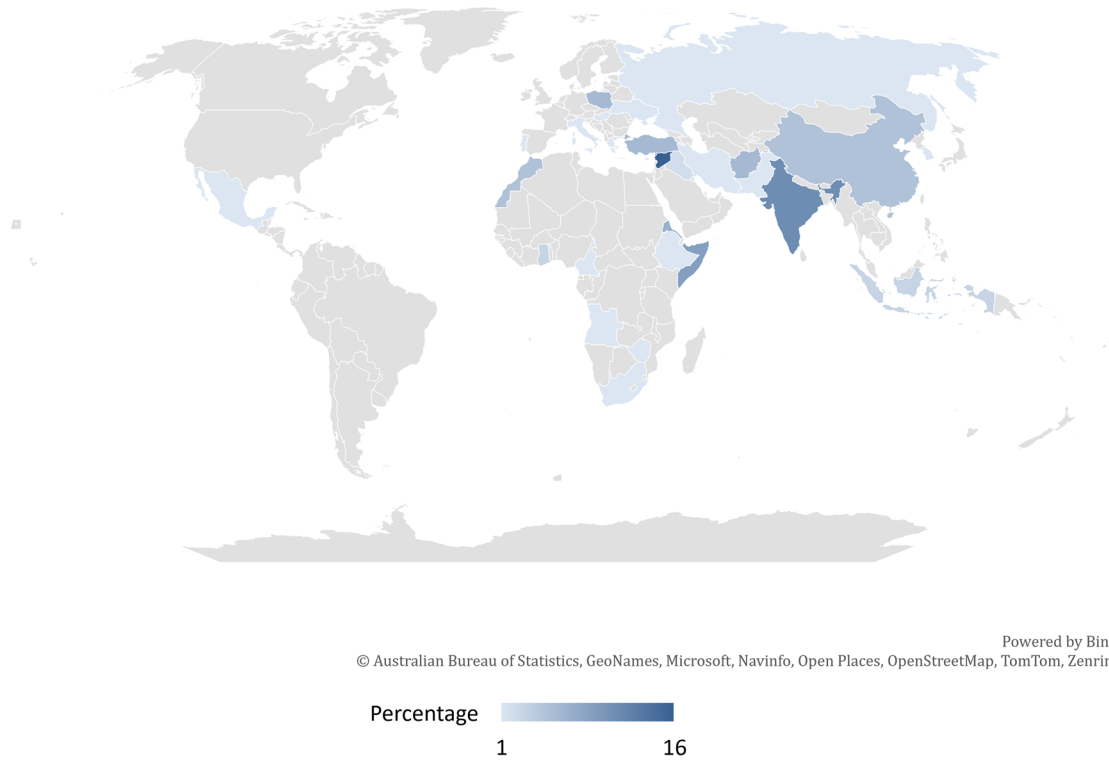 Powered by Bin
© Australian Bureau of Statistics, GeoNames, Microsoft, Navinfo, Open Places, OpenStreetMap, TomTom, Zenrin
Percentage
1
16